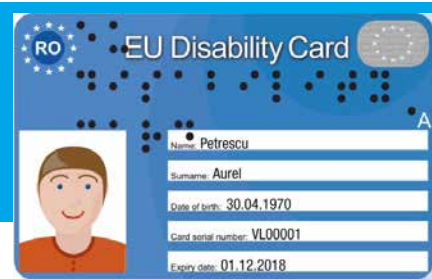 RO EU Disability Card
A
Name: Petrescu
Surname: Aurel
Date of birth: 30.04.1970
Card serial number: VL00001
Expiry date: 01.12.2018